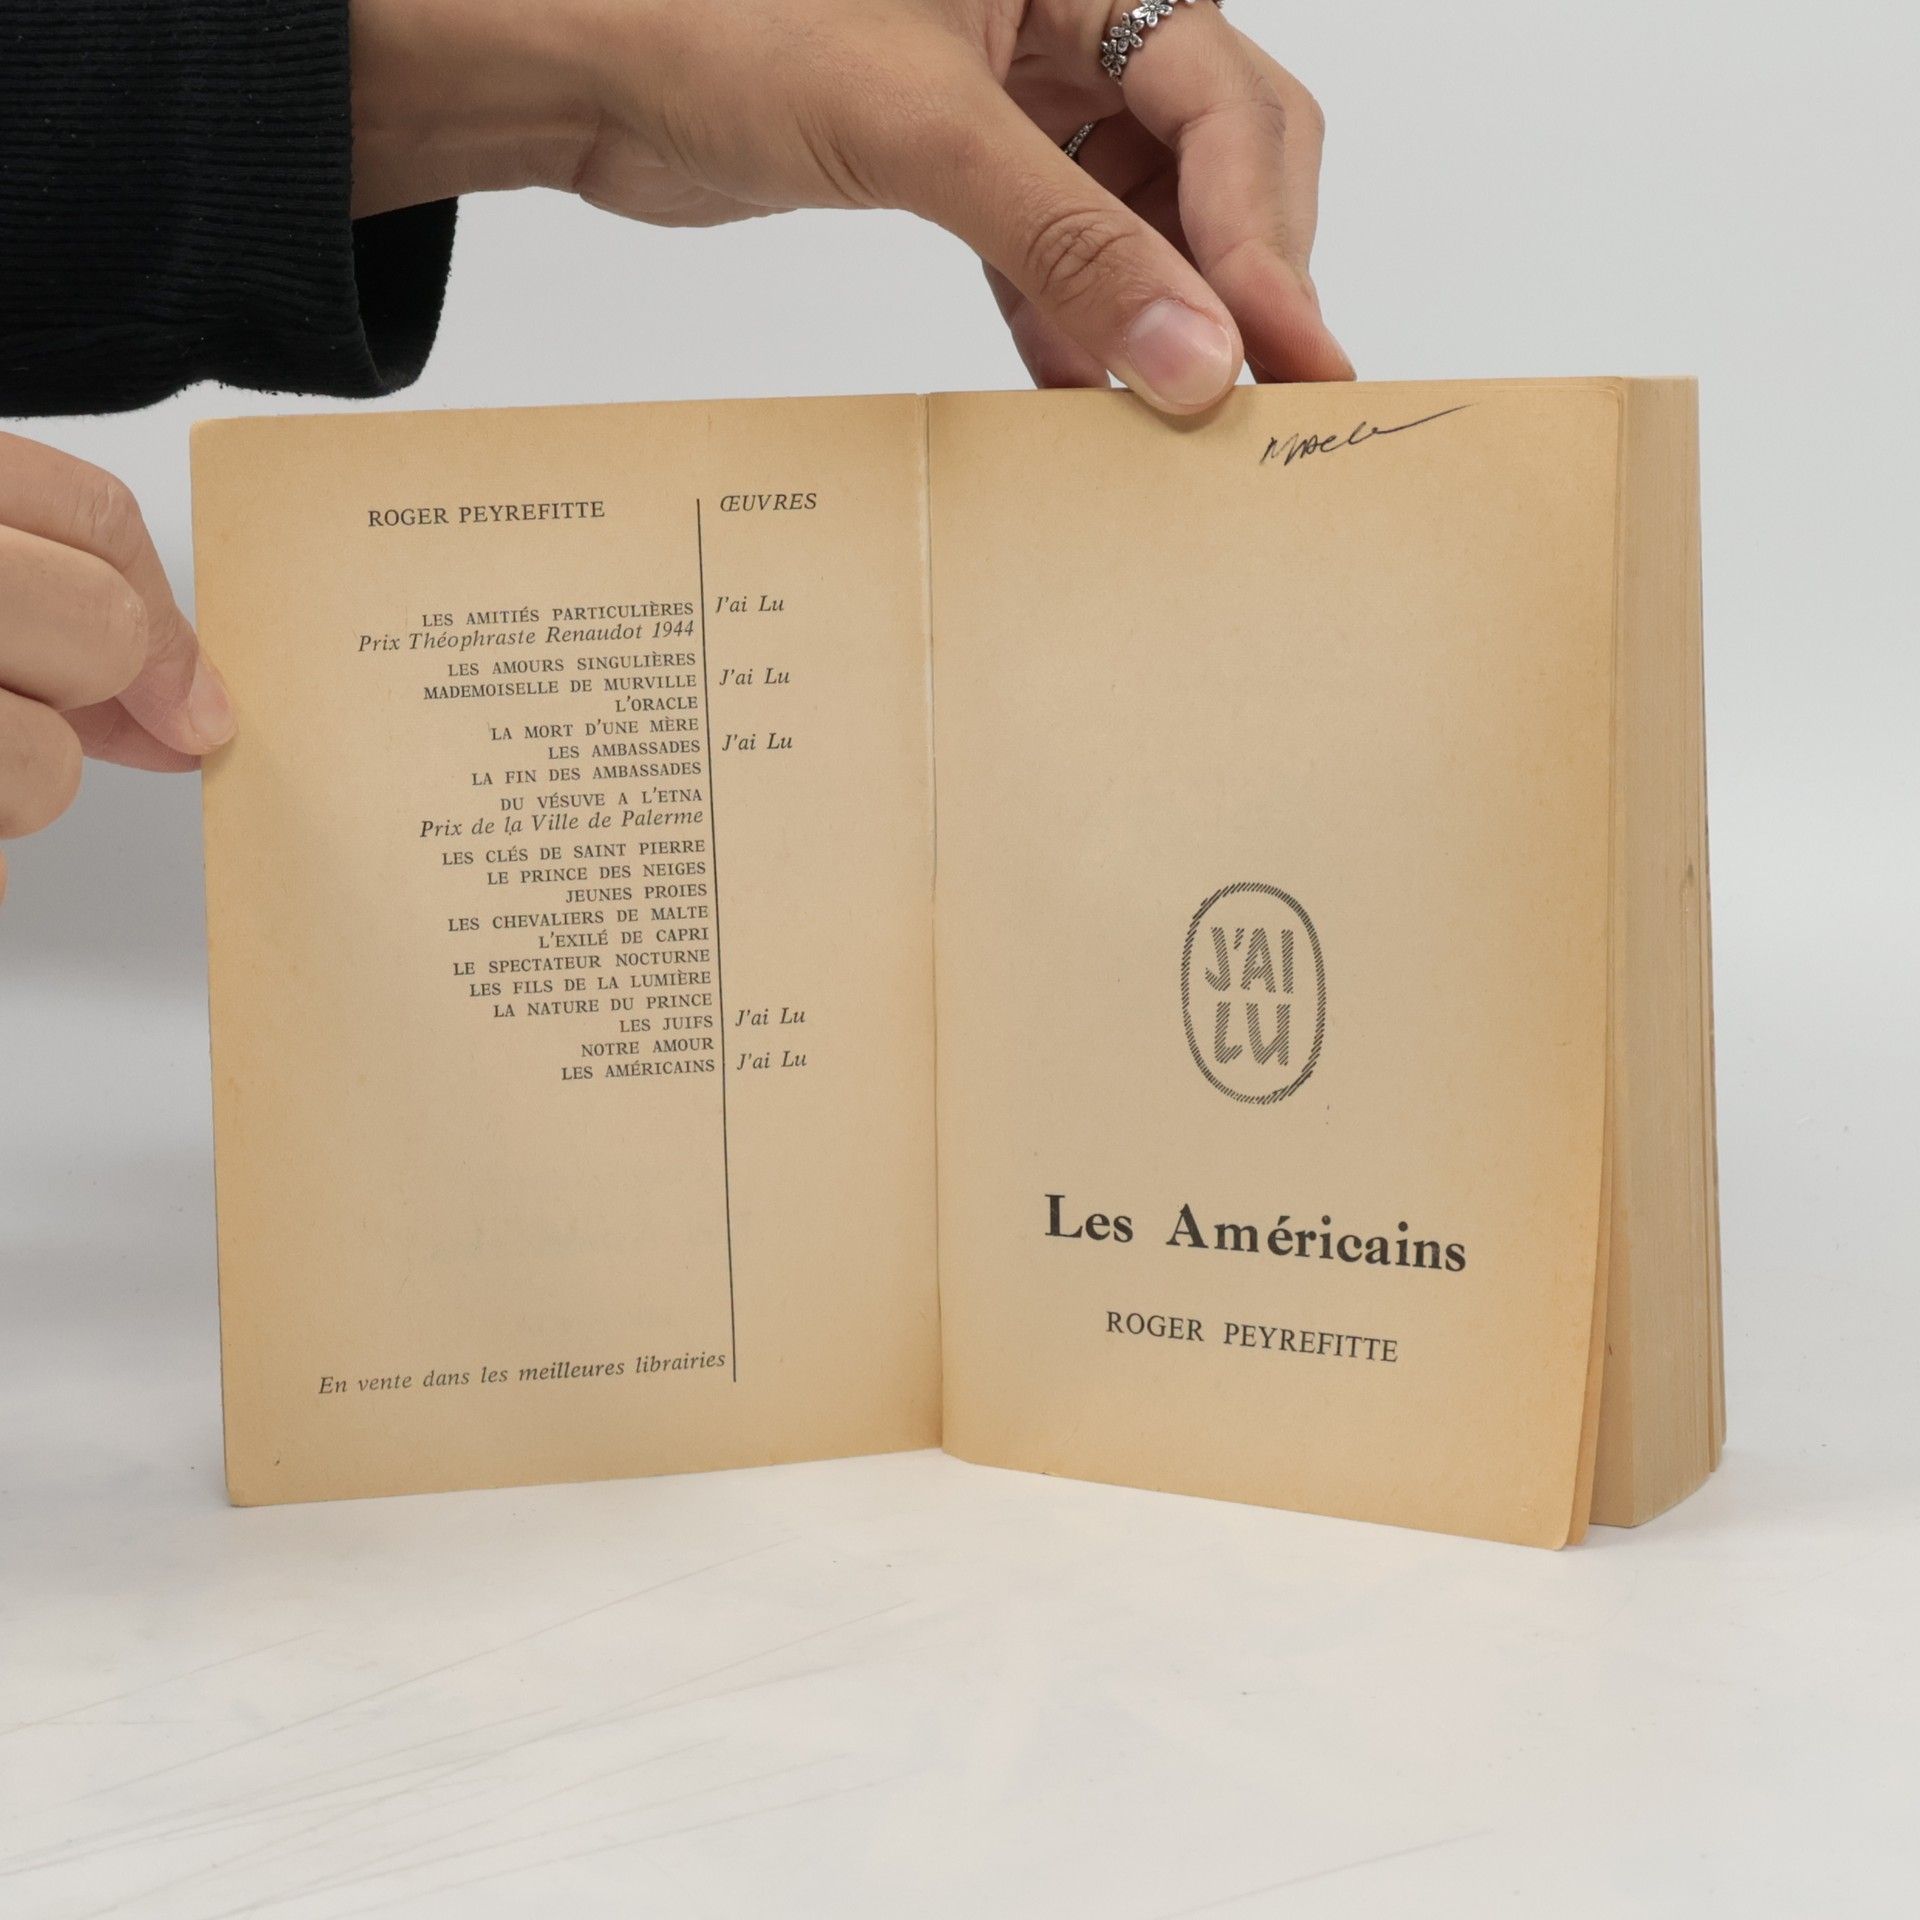 ROGER PEYREFITTE
ŒUVRES
LES AMITIÉS PARTICULIÈRES J'ai Lu
Prix Théophraste Renaudot 1944
LES AMOURS SINGULIÈRES
MADEMOISELLE DE MURVILLE J'ai Lu
L'ORACLE
LA MORT D'UNE MÈRE
LES AMBASSADES J'ai Lu
LA FIN DES AMBASSADES
DU VÉSUVE A L'ETNA
Prix de la Ville de Palerme
LES CLÉS DE SAINT PIERRE
LE PRINCE DES NEIGES
JEUNES PROIES
LES CHEVALIERS DE MALTE
L'EXILÉ DE CAPRI
LE SPECTATEUR NOCTURNE
LES FILS DE LA LUMIÈRE
LA NATURE DU PRINCE
LES JUIFS J'ai Lu
NOTRE AMOUR
LES AMÉRICAINS J'ai Lu
En vente dans les meilleures librairies
J'AI
LU
Les Américains
ROGER PEYREFITTE